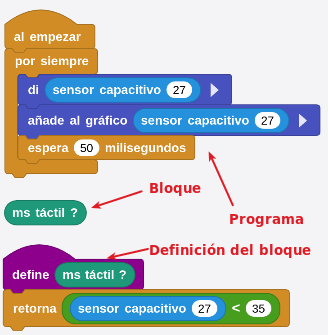 al empezar
por siempre
di sensor capacitivo 27
añade al gráfico sensor capacitivo 27
espera 50 milisegundos
Bloque
ms táctil ?
Programa
Definición del bloque
define ms táctil ?
retorna sensor capacitivo 27 < 35